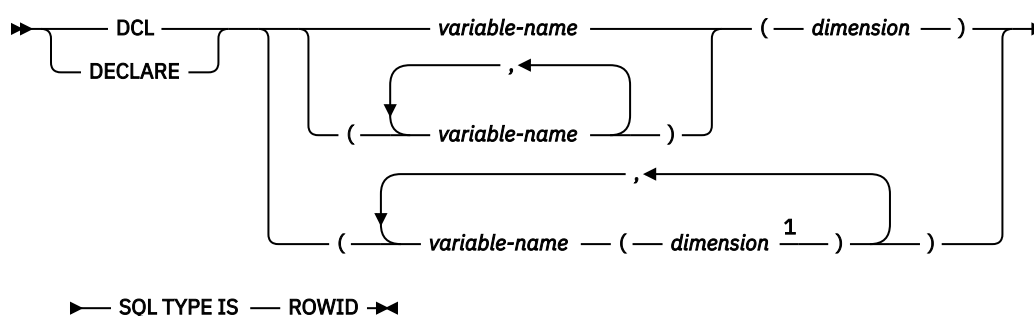 DCL variable-name ( dimension )
DECLARE
,
( variable-name )
,
( variable-name ( dimension 1 ) )
SQL TYPE IS ROWID